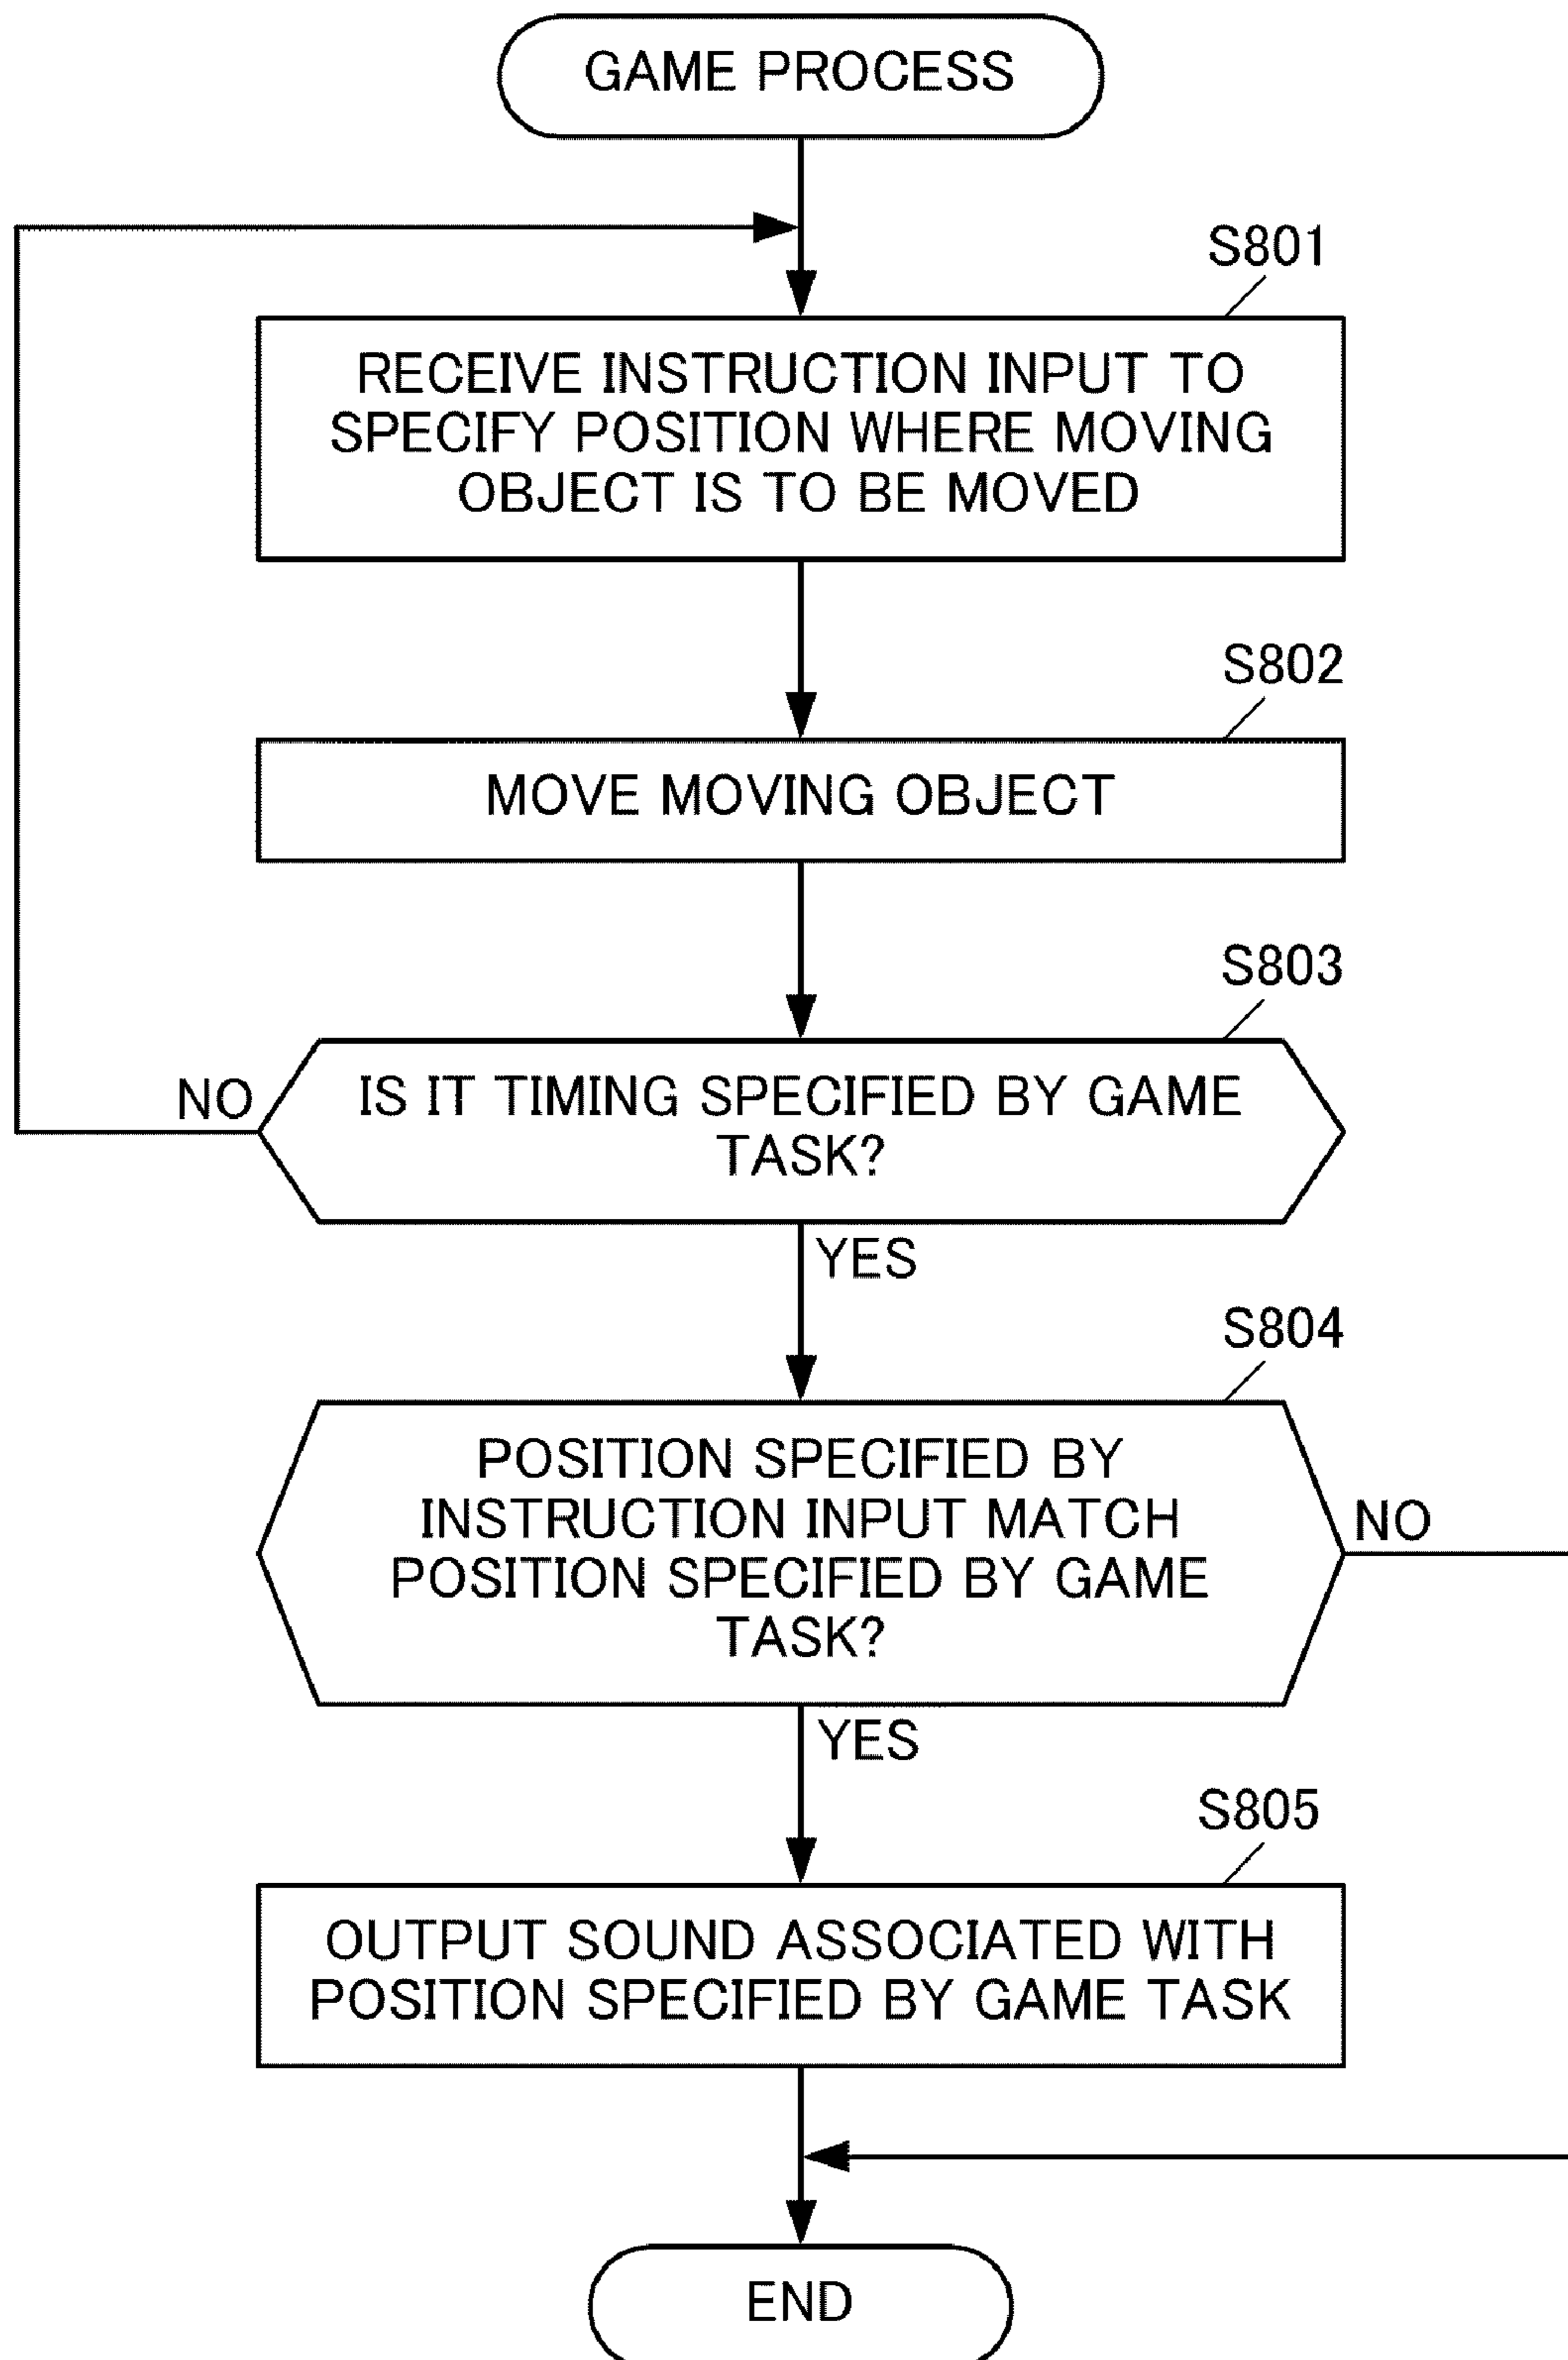 GAME PROCESS
S801
RECEIVE INSTRUCTION INPUT TO
SPECIFY POSITION WHERE MOVING
OBJECT IS TO BE MOVED
S802
MOVE MOVING OBJECT
S803
NO
IS IT TIMING SPECIFIED BY GAME
TASK?
YES
S804
POSITION SPECIFIED BY
INSTRUCTION INPUT MATCH
POSITION SPECIFIED BY GAME
TASK?
NO
YES
S805
OUTPUT SOUND ASSOCIATED WITH
POSITION SPECIFIED BY GAME TASK
END